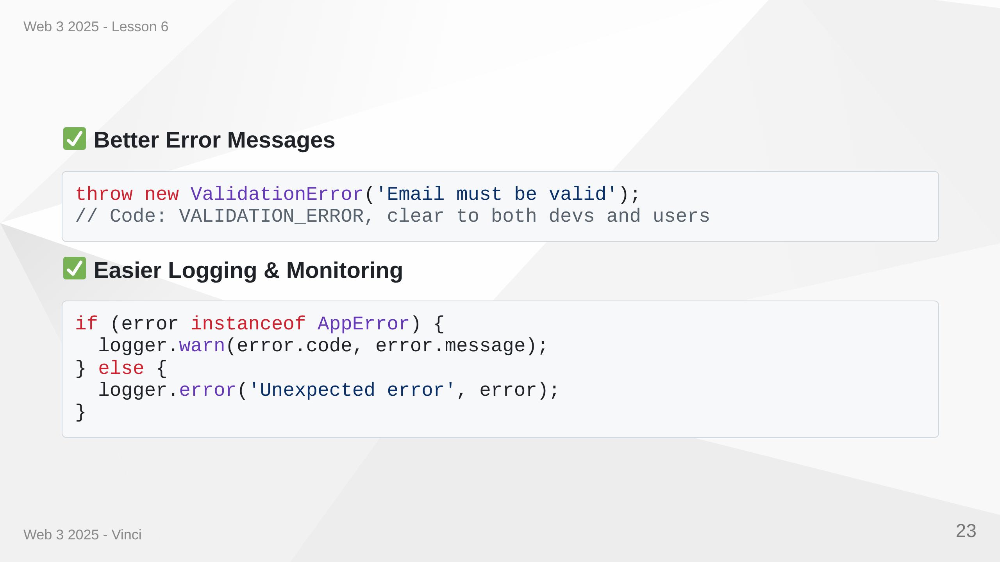 Web 3 2025 - Lesson 6
✅ Better Error Messages
throw new ValidationError('Email must be valid');
// Code: VALIDATION_ERROR, clear to both devs and users
✅ Easier Logging & Monitoring
if (error instanceof AppError) {
  logger.warn(error.code, error.message);
} else {
  logger.error('Unexpected error', error);
}
Web 3 2025 - Vinci
23